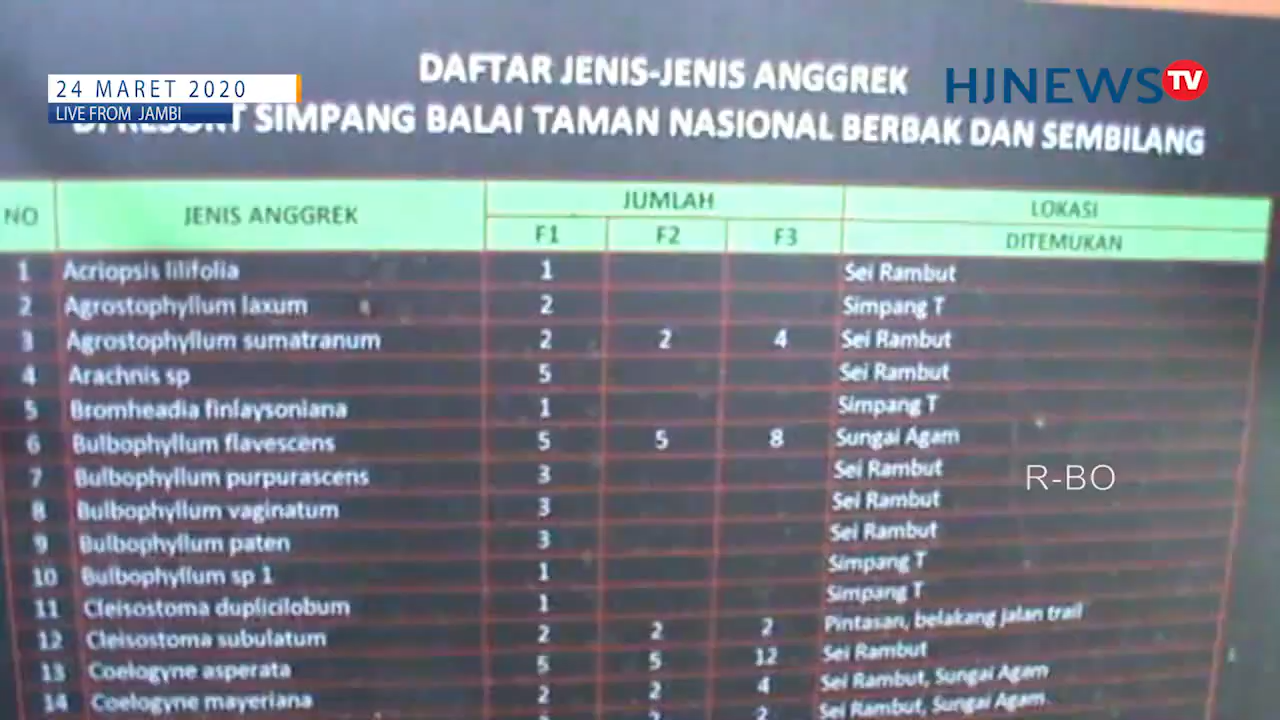 24 MARET 2020
LIVE FROM JAMBI
HJNEWS TV
DAFTAR JENIS-JENIS ANGGREK
DI RESORT SIMPANG BALAI TAMAN NASIONAL BERBAK DAN SEMBILANG
NO JENIS ANGGREK JUMLAH LOKASI
F1 F2 F3 DITEMUKAN
1 Acriopsis lilifolia 1 Sei Rambut
2 Agrostophyllum laxum 2 Simpang T
3 Agrostophyllum sumatranum 2 2 4 Sei Rambut
4 Arachnis sp 5 Sei Rambut
5 Bromheadia finlaysoniana 1 Simpang T
6 Bulbophyllum flavescens 5 5 8 Sungai Agam
7 Bulbophyllum purpurascens 3 Sei Rambut
8 Bulbophyllum vaginatum 3 Sei Rambut
9 Bulbophyllum paten 3 Sei Rambut
10 Bulbophyllum sp 1 1 Simpang T
11 Cleisostoma duplicilobum 1 Simpang T
12 Cleisostoma subulatum 2 2 2 Pintasan, belakang jalan trail
13 Coelogyne asperata 5 5 12 Sei Rambut
14 Coelogyne mayeriana 2 2 4 Sei Rambut, Sungai Agam
2 2 Sei Rambut, Sungai Agam
R-BO